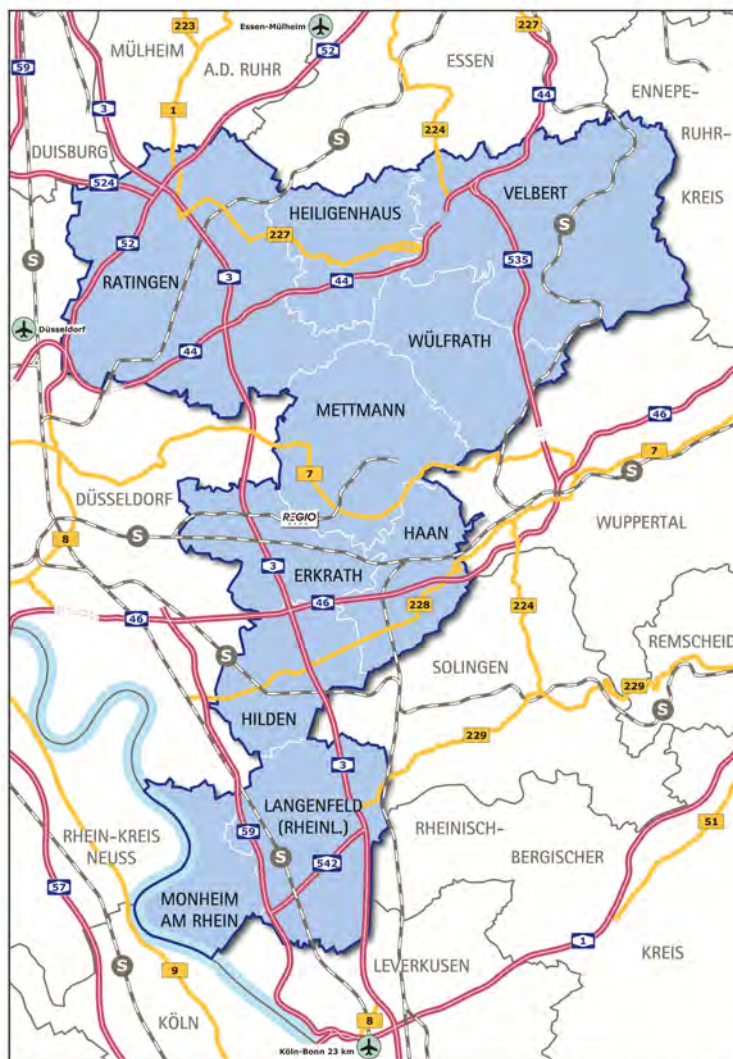 223
Essen-Mülheim
52
227
59
MÜLHEIM
A.D. RUHR
ESSEN
3
44
ENNEPE-
1
224
RUHR-
DUISBURG
S
524
VELBERT
KREIS
HEILIGENHAUS
S
52
227
535
S
3
RATINGEN
44
Düsseldorf
44
WÜLFRATH
METTMANN
46
7
7
S
DÜSSELDORF
REGIO
HAAN
WUPPERTAL
8
S
3
ERKRATH
46
46
228
224
S
SOLINGEN
REMSCHEID
229
S
HILDEN
229
3
LANGENFELD
(RHEINL.)
59
RHEIN-KREIS
NEUSS
RHEINISCH-
BERGISCHER
51
S
542
57
MONHEIM
AM RHEIN
1
KREIS
S
9
LEVERKUSEN
KÖLN
8
Köln-Bonn 23 km